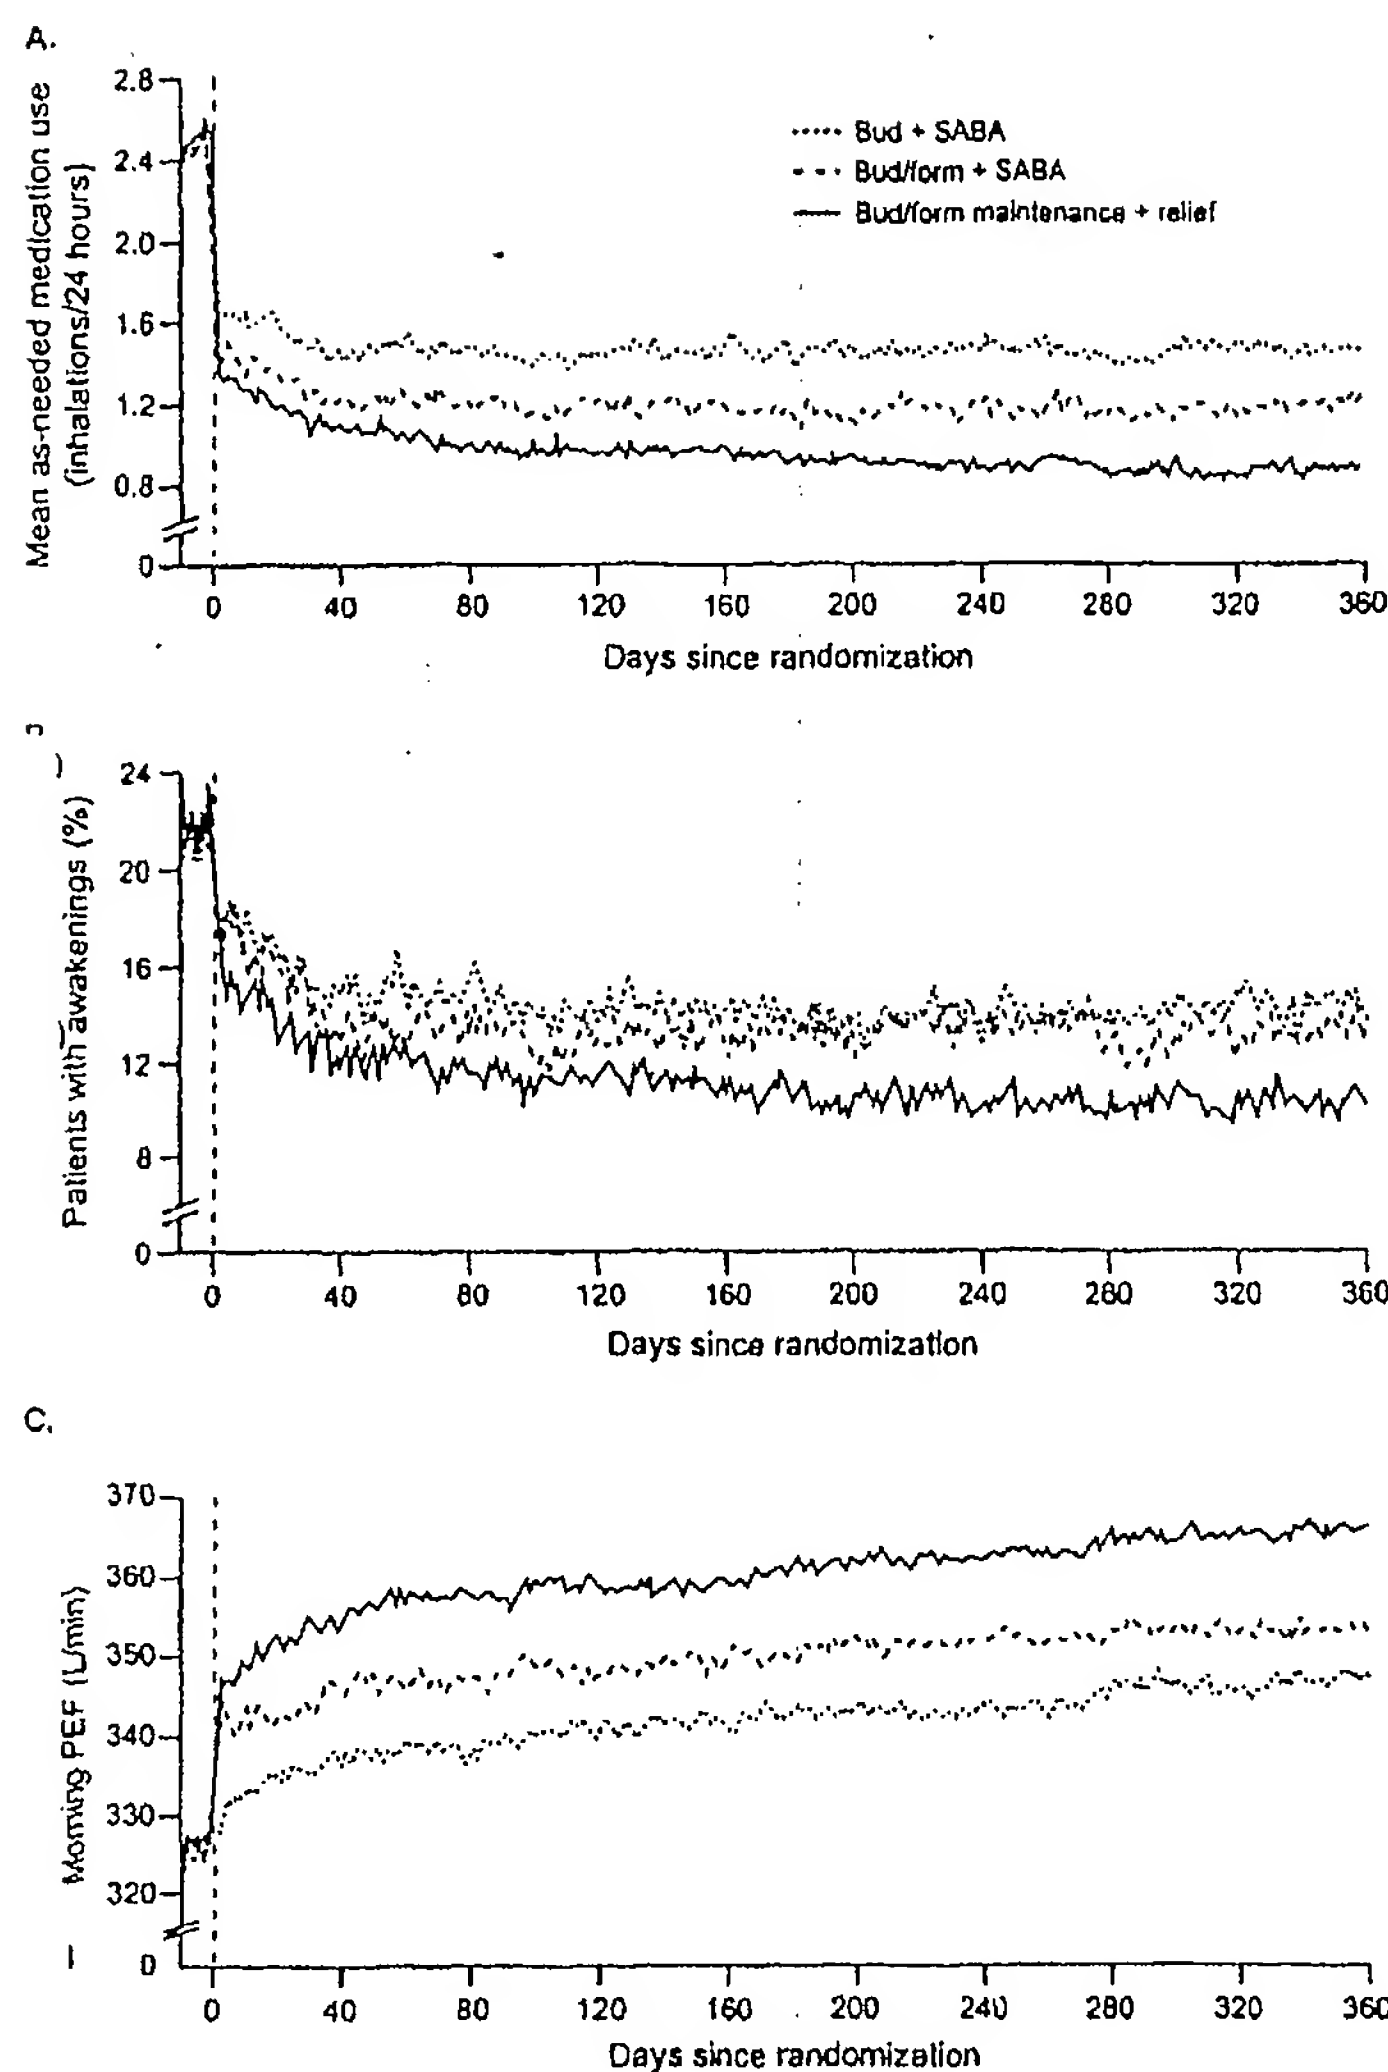 A.
Mean as-needed medication use
(inhalations/24 hours)
2.8
2.4
2.0
1.6
1.2
0.8
0
Bud + SABA
Bud/form + SABA
Bud/form maintenance + relief
0 40 80 120 160 200 240 280 320 360
Days since randomization
Patients with awakenings (%)
24
20
16
12
8
0
0 40 80 120 160 200 240 280 320 360
Days since randomization
C.
Morning PEF (L/min)
370
360
350
340
330
320
0
0 40 80 120 160 200 240 280 320 360
Days since randomization